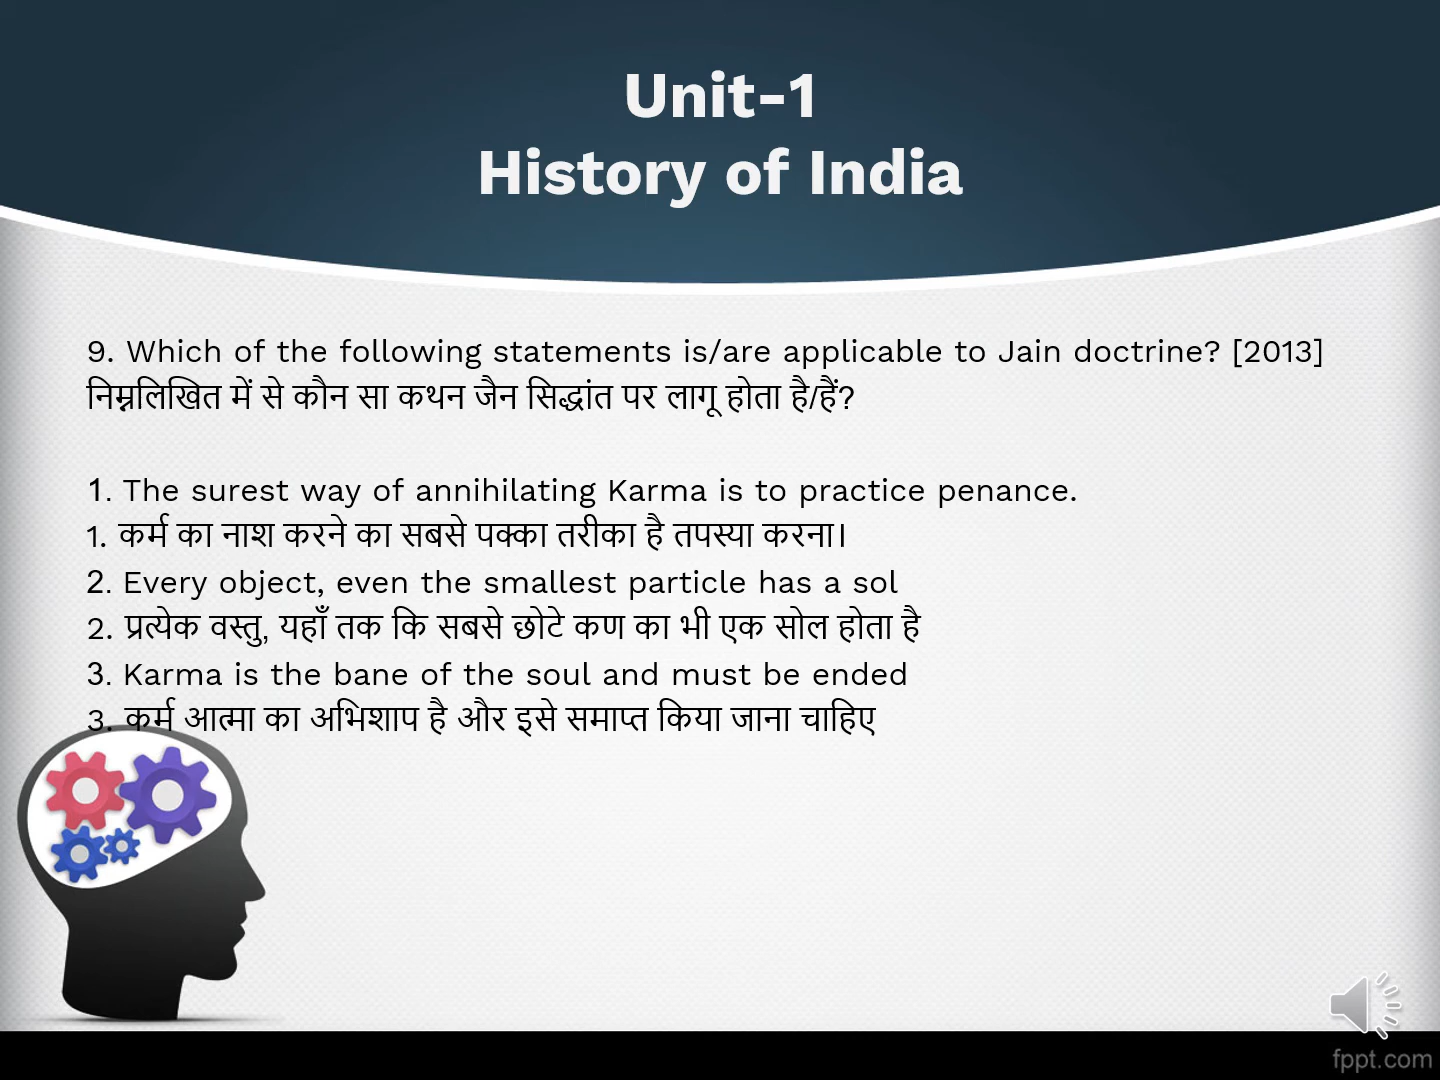 Unit-1
History of India
9. Which of the following statements is/are applicable to Jain doctrine? [2013]
निम्नलिखित में से कौन सा कथन जैन सिद्धांत पर लागू होता है/हैं?
1. The surest way of annihilating Karma is to practice penance.
1. कर्म का नाश करने का सबसे पक्का तरीका है तपस्या करना।
2. Every object, even the smallest particle has a sol
2. प्रत्येक वस्तु, यहाँ तक कि सबसे छोटे कण का भी एक सोल होता है
3. Karma is the bane of the soul and must be ended
3. कर्म आत्मा का अभिशाप है और इसे समाप्त किया जाना चाहिए
fppt.com